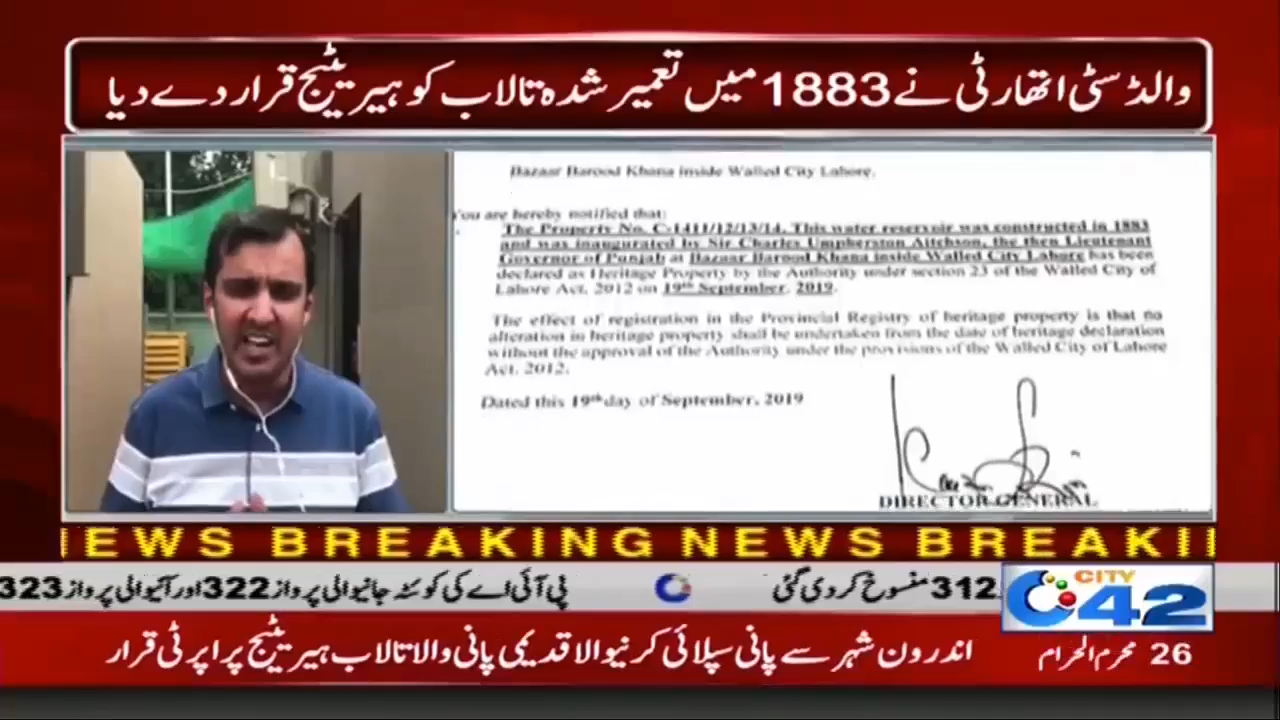 والڈ سٹی اتھارٹی نے 1883 میں تعمیر شدہ تالاب کو ہیریٹیج قرار دے دیا
Bazaar Barood Khana inside Walled City Lahore.
You are hereby notified that:
The Property No. C-1411/12/13/14. This water reservoir was constructed in 1883
and was inaugurated by Sir Charles Umpherston Aitchson, the then Lieutenant
Governor of Punjab at Bazaar Barood Khana inside Walled City Lahore has been
declared as Heritage Property by the Authority under section 23 of the Walled City of
Lahore Act, 2012 on 19th September, 2019.
The effect of registration in the Provincial Registry of heritage property is that no
alteration in heritage property shall be undertaken from the date of heritage declaration
without the approval of the Authority under the provisions of the Walled City of Lahore
Act, 2012.
Dated this 19th day of September, 2019
DIRECTOR GENERAL
NEWS BREAKING NEWS BREAKI
312 منسوخ کر دی گئی
پی آئی اے کی کوئٹہ جانیوالی پرواز 322 اور آنیوالی پرواز 323
CITY
42
26 محرم الحرام
اندرون شہر سے پانی سپلائی کرنیوالا قدیمی پانی والا تالاب ہیریٹیج پراپرٹی قرار